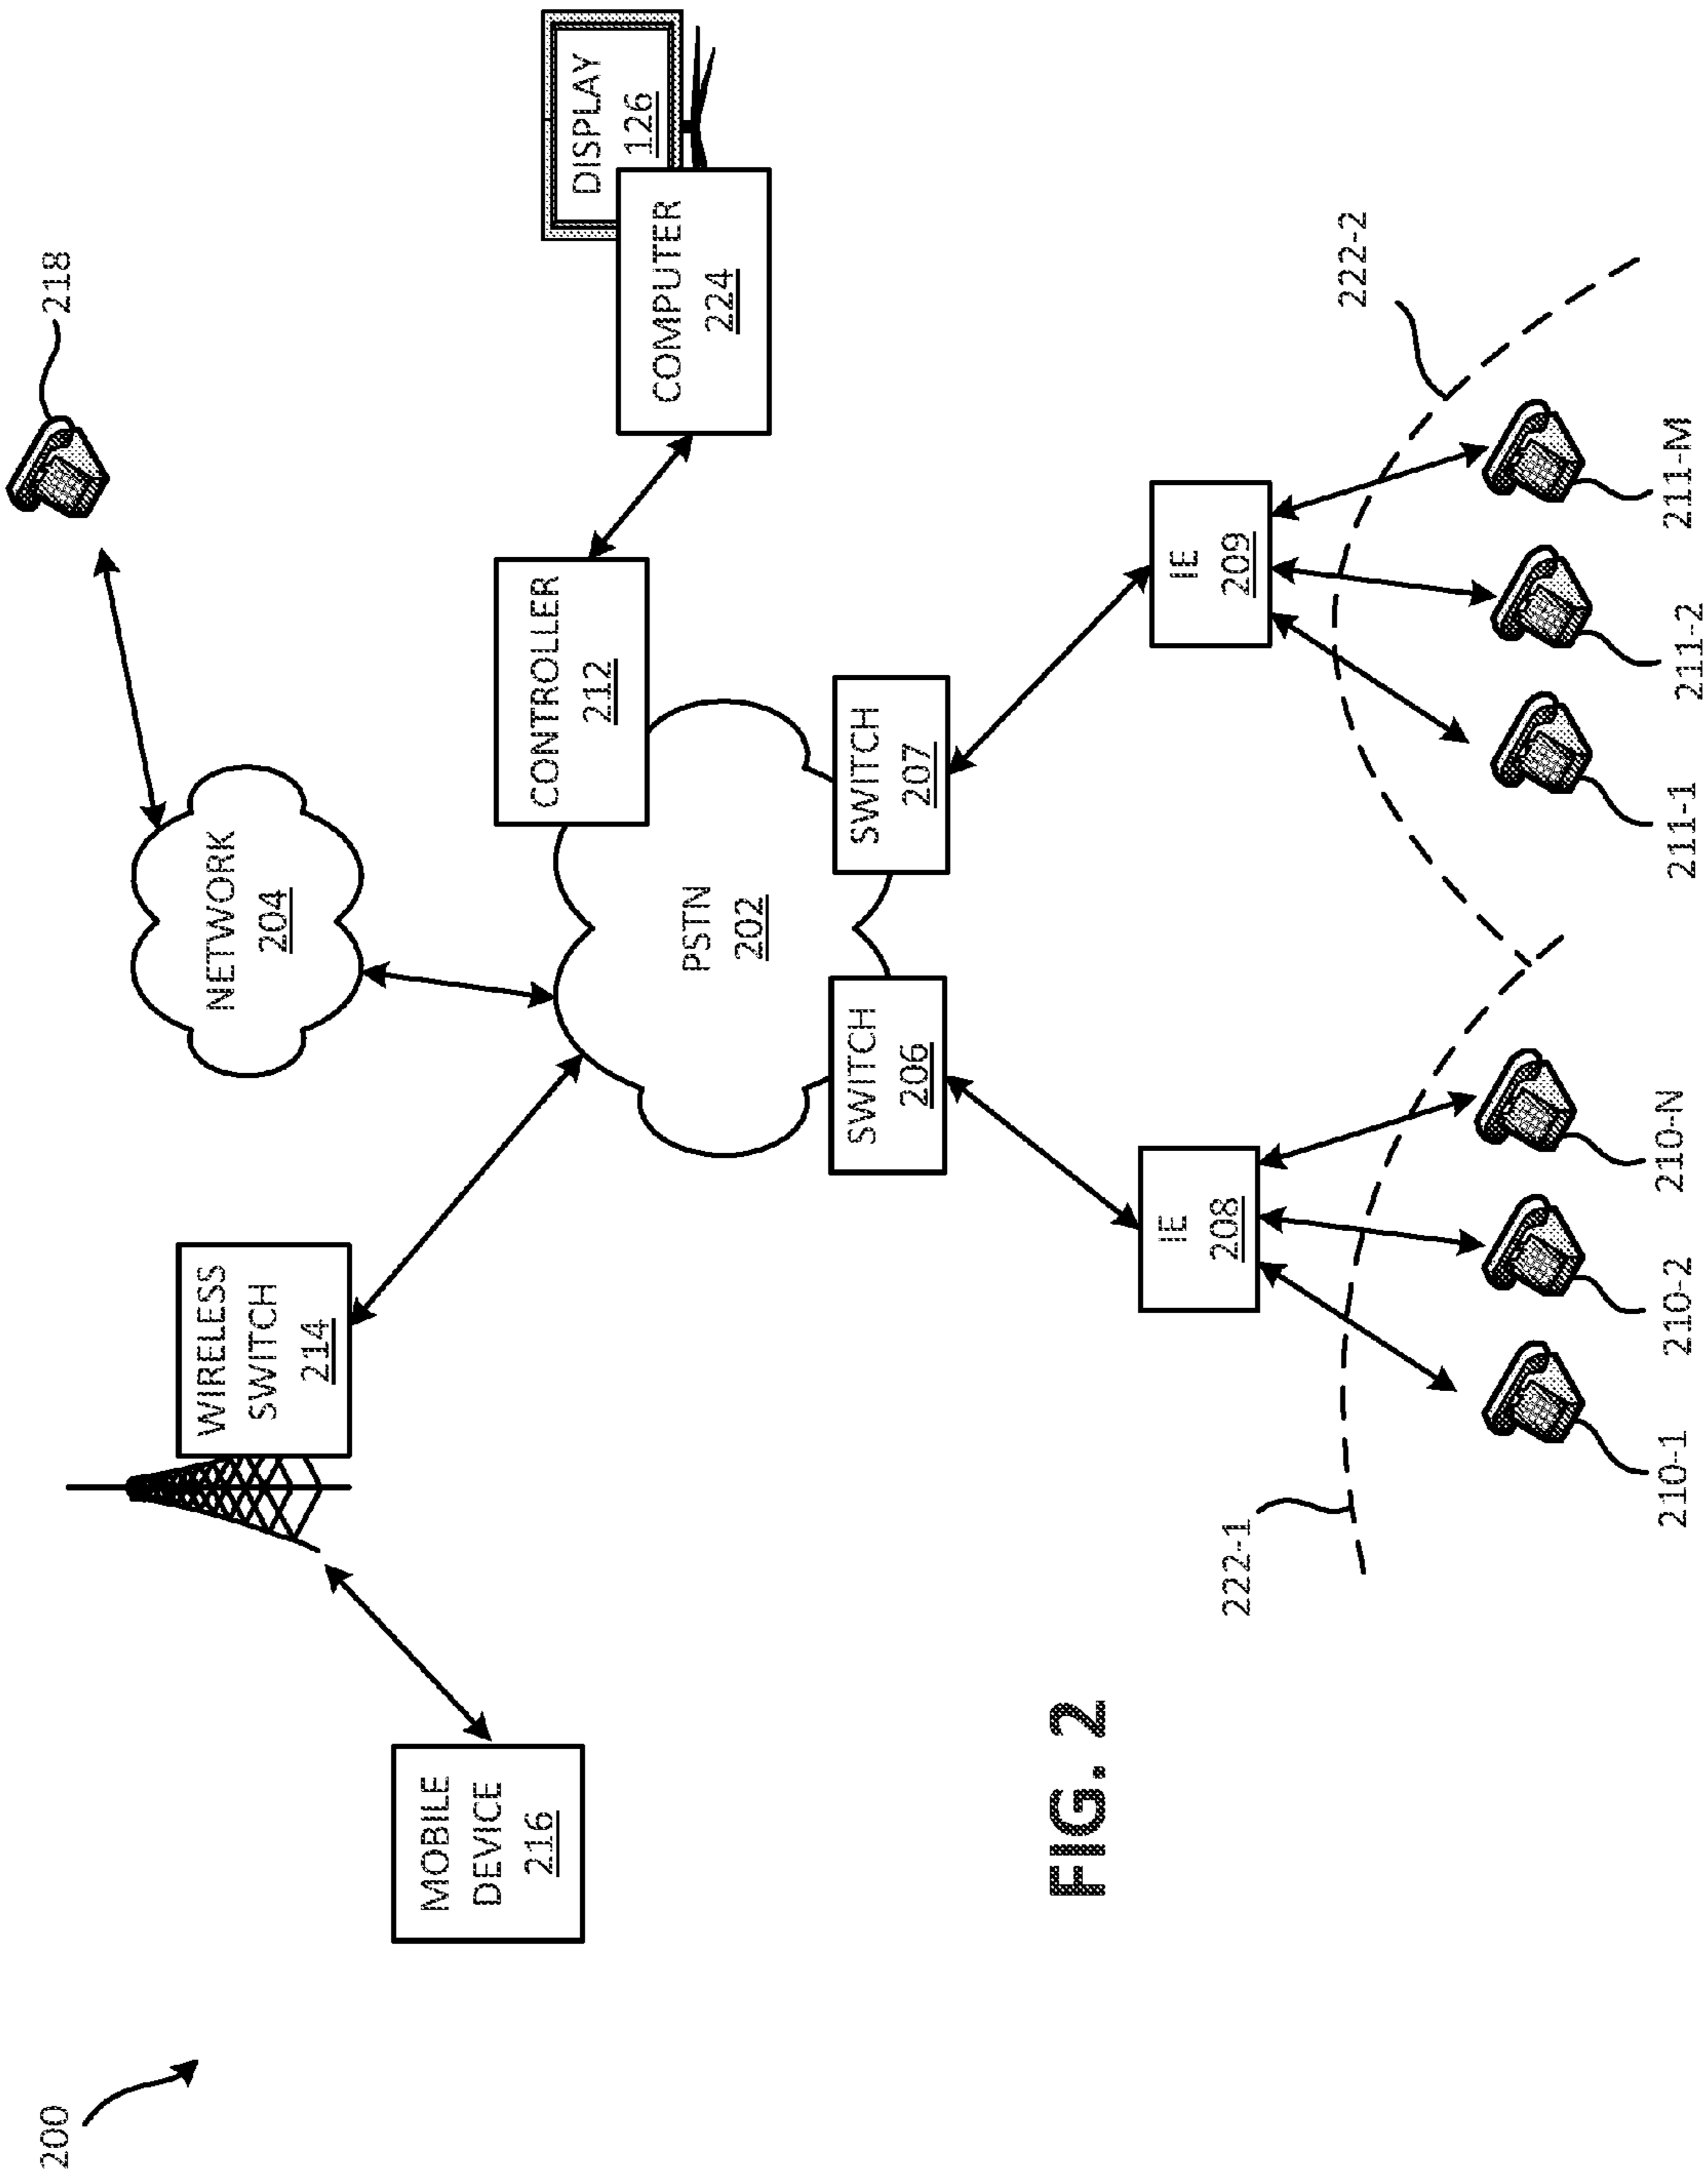 200
218
NETWORK
204
WIRELESS
SWITCH
214
MOBILE
DEVICE
216
CONTROLLER
212
DISPLAY
126
COMPUTER
224
PSTN
202
SWITCH
206
SWITCH
207
IE
208
IE
209
222-1
222-2
210-1
210-2
210-N
211-1
211-2
211-M
FIG. 2